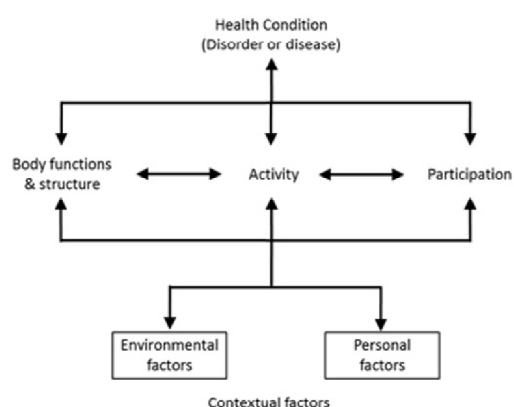 Health Condition
(Disorder or disease)
Body functions
& structure
Activity
Participation
Environmental
factors
Personal
factors
Contextual factors